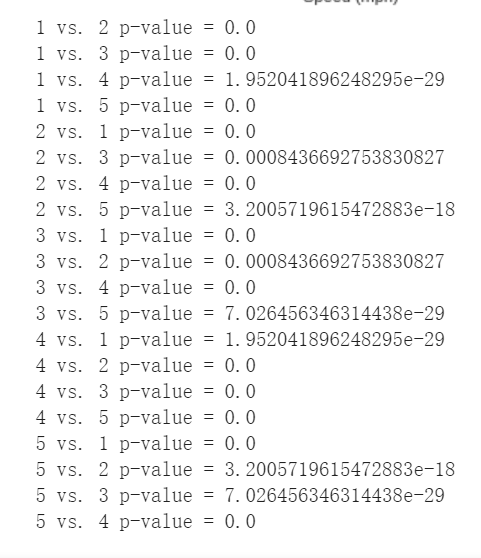 1 vs. 2 p-value = 0.0
1 vs. 3 p-value = 0.0
1 vs. 4 p-value = 1.952041896248295e-29
1 vs. 5 p-value = 0.0
2 vs. 1 p-value = 0.0
2 vs. 3 p-value = 0.0008436692753830827
2 vs. 4 p-value = 0.0
2 vs. 5 p-value = 3.2005719615472883e-18
3 vs. 1 p-value = 0.0
3 vs. 2 p-value = 0.0008436692753830827
3 vs. 4 p-value = 0.0
3 vs. 5 p-value = 7.026456346314438e-29
4 vs. 1 p-value = 1.952041896248295e-29
4 vs. 2 p-value = 0.0
4 vs. 3 p-value = 0.0
4 vs. 5 p-value = 0.0
5 vs. 1 p-value = 0.0
5 vs. 2 p-value = 3.2005719615472883e-18
5 vs. 3 p-value = 7.026456346314438e-29
5 vs. 4 p-value = 0.0